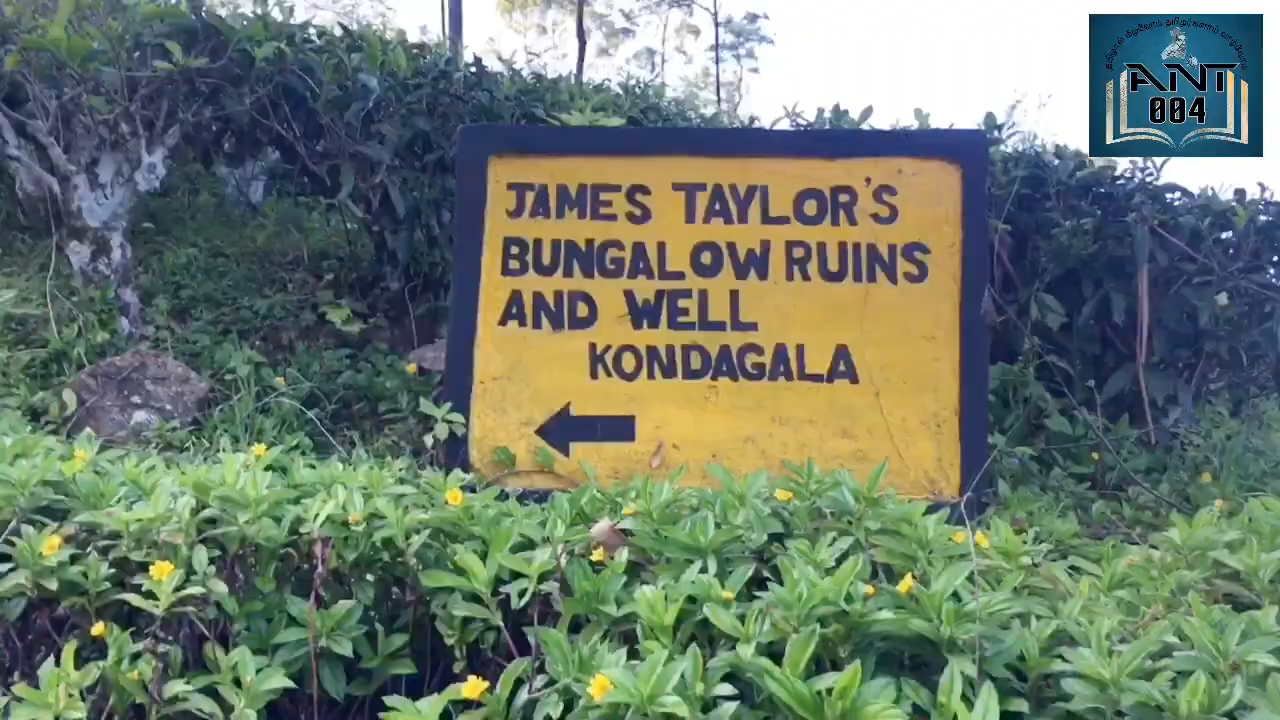 JAMES TAYLOR'S
BUNGALOW RUINS
AND WELL
KONDAGALA
ANT
004